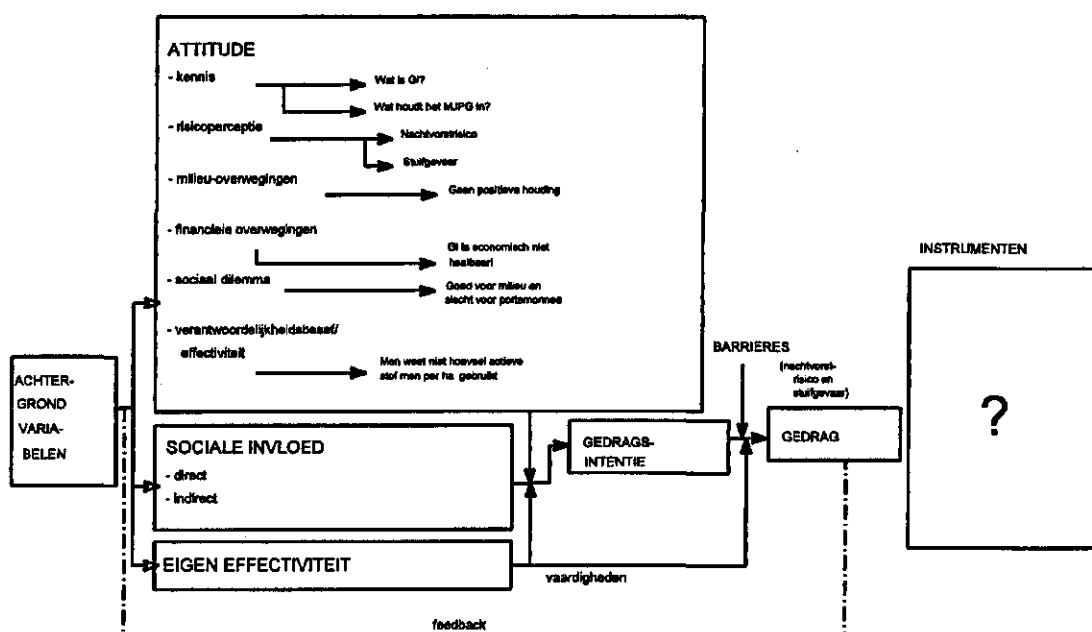 ATTITUDE
- kennis
Wat is GI?
Wat houdt het MJPG in?
- risicoperceptie
Nachtvorstrisico
Stuifgevaar
- milieu-overwegingen
Geen positieve houding
- financiele overwegingen
GI is economisch niet
haalbaar!
- sociaal dilemma
Goed voor milieu en
slecht voor portemonnee
- verantwoordelijkheidsbesef/
effectiviteit
Men weet niet hoeveel actieve
stof men per ha. gebruikt
ACHTER-
GROND
VARIA-
BELEN
SOCIALE INVLOED
- direct
- indirect
EIGEN EFFECTIVITEIT
GEDRAGS-
INTENTIE
vaardigheden
BARRIERES
(nachtvorst-
risico en
stuifgevaar)
GEDRAG
INSTRUMENTEN
?
feedback